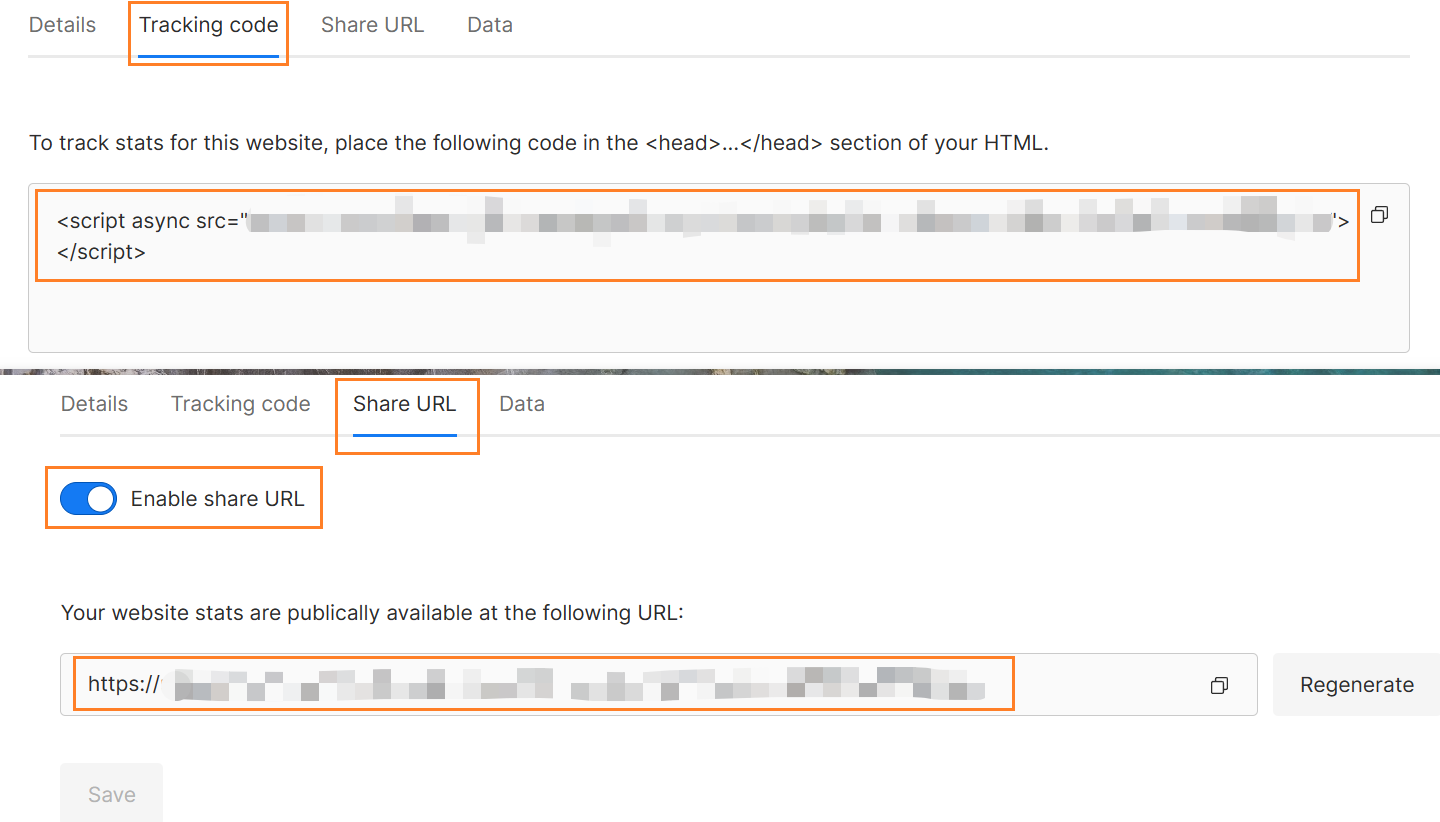 Details Tracking code Share URL Data
To track stats for this website, place the following code in the <head>...</head> section of your HTML.
<script async src=" '>
</script>
Details Tracking code Share URL Data
Enable share URL
Your website stats are publically available at the following URL:
https://
Regenerate
Save